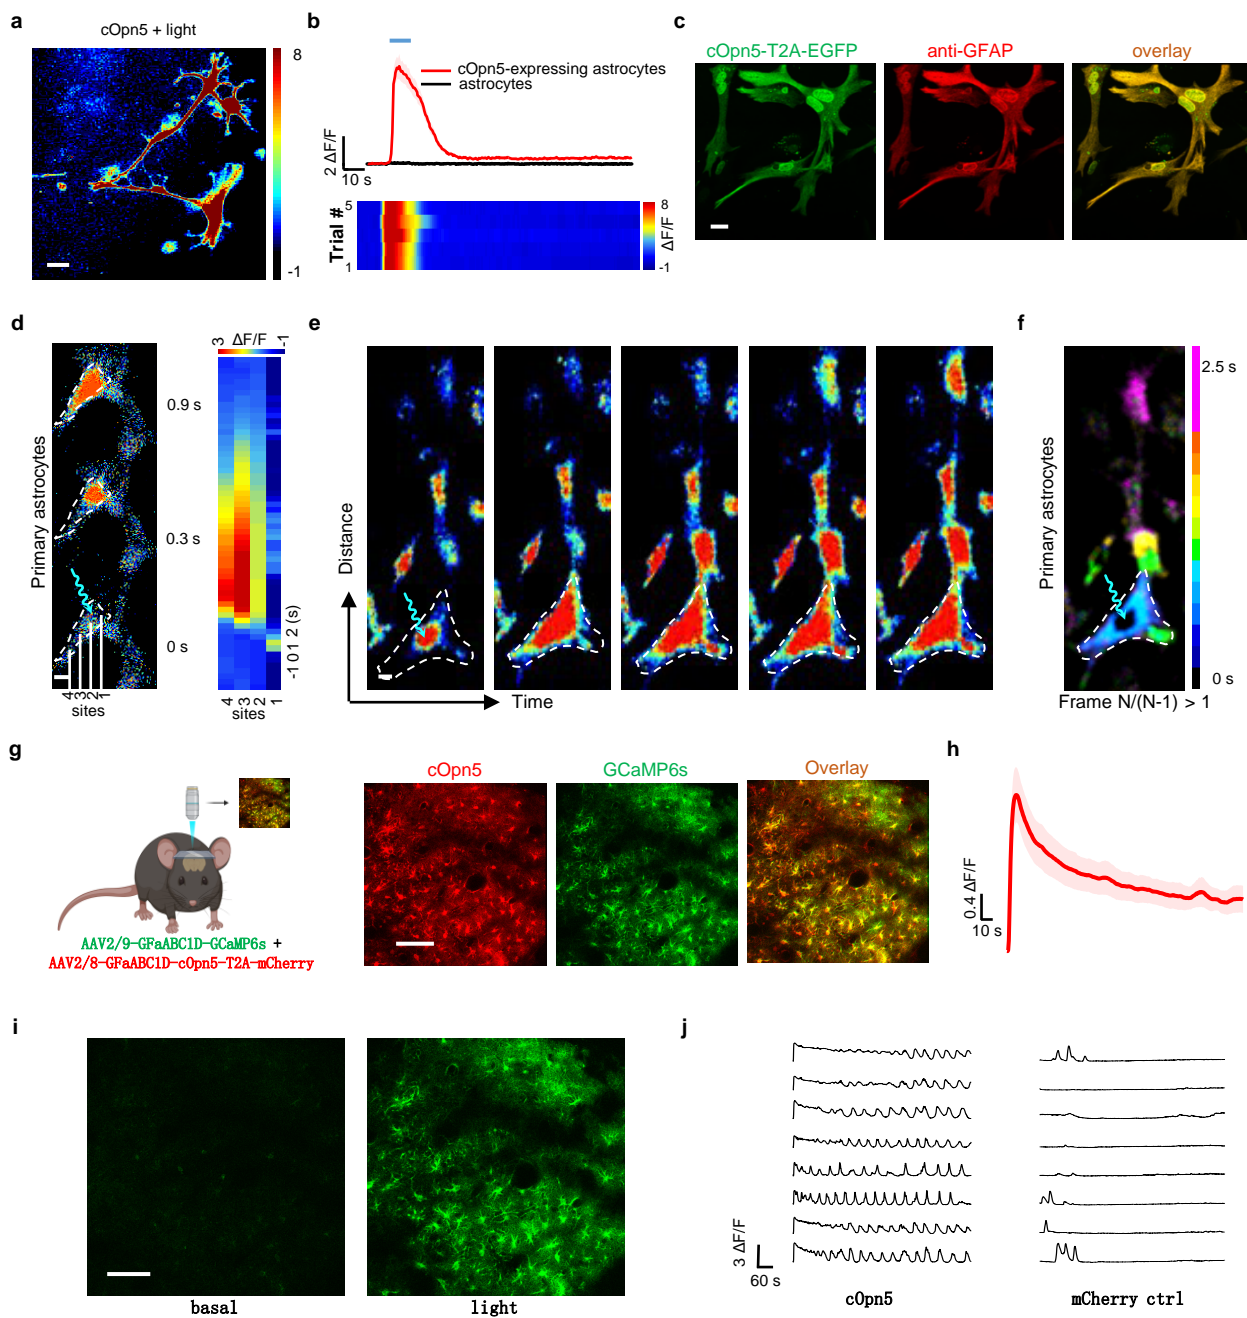 a
cOpn5 + light
8
-1
b
cOpn5-expressing astrocytes
astrocytes
2 ΔF/F
10 s
Trial #
5
1
8
ΔF/F
-1
c
cOpn5-T2A-EGFP
anti-GFAP
overlay
d
Primary astrocytes
0.9 s
0.3 s
0 s
4 3 2 1
sites
3 ΔF/F -1
-1 0 1 2 (s)
4 3 2 1
sites
e
Distance
Time
f
Primary astrocytes
2.5 s
0 s
Frame N/(N-1) > 1
g
AAV2/9-GFaABC1D-GCaMP6s +
AAV2/8-GFaABC1D-cOpn5-T2A-mCherry
cOpn5
GCaMP6s
Overlay
h
0.4 ΔF/F
10 s
i
basal
light
j
3 ΔF/F
60 s
cOpn5
mCherry ctrl